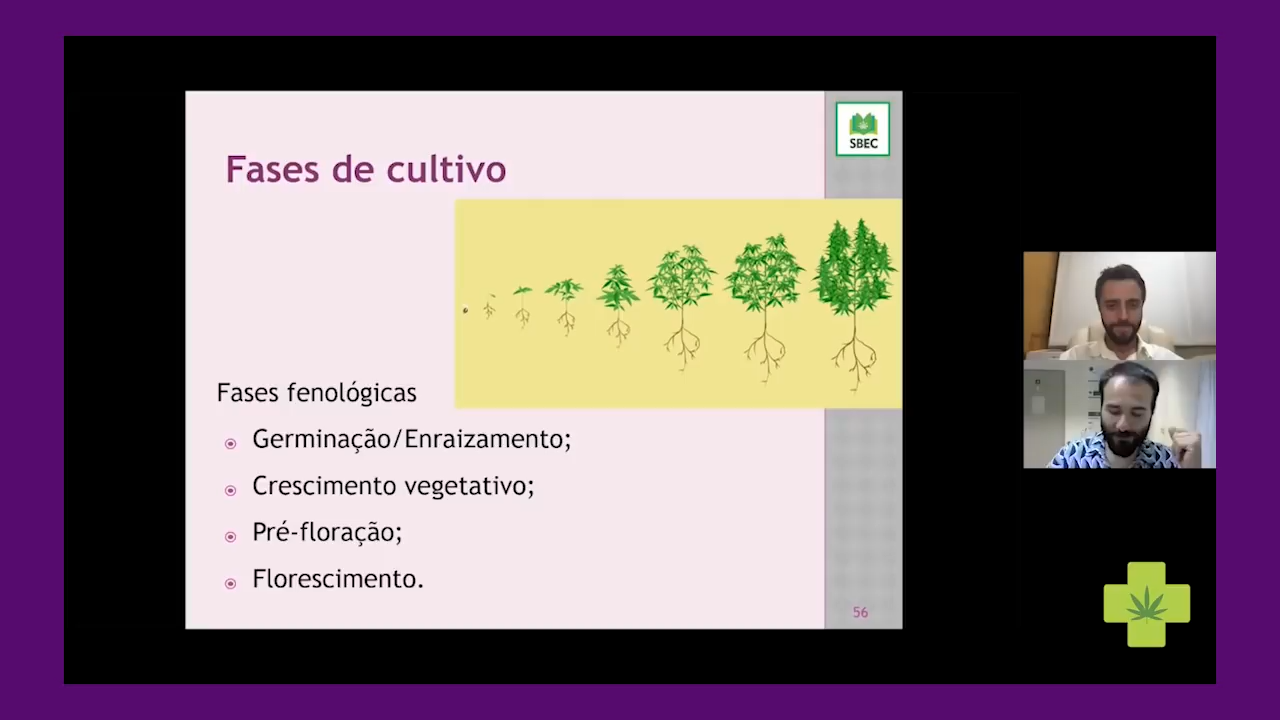 Fases de cultivo
SBEC
Fases fenológicas
Germinação/Enraizamento;
Crescimento vegetativo;
Pré-floração;
Florescimento.
56